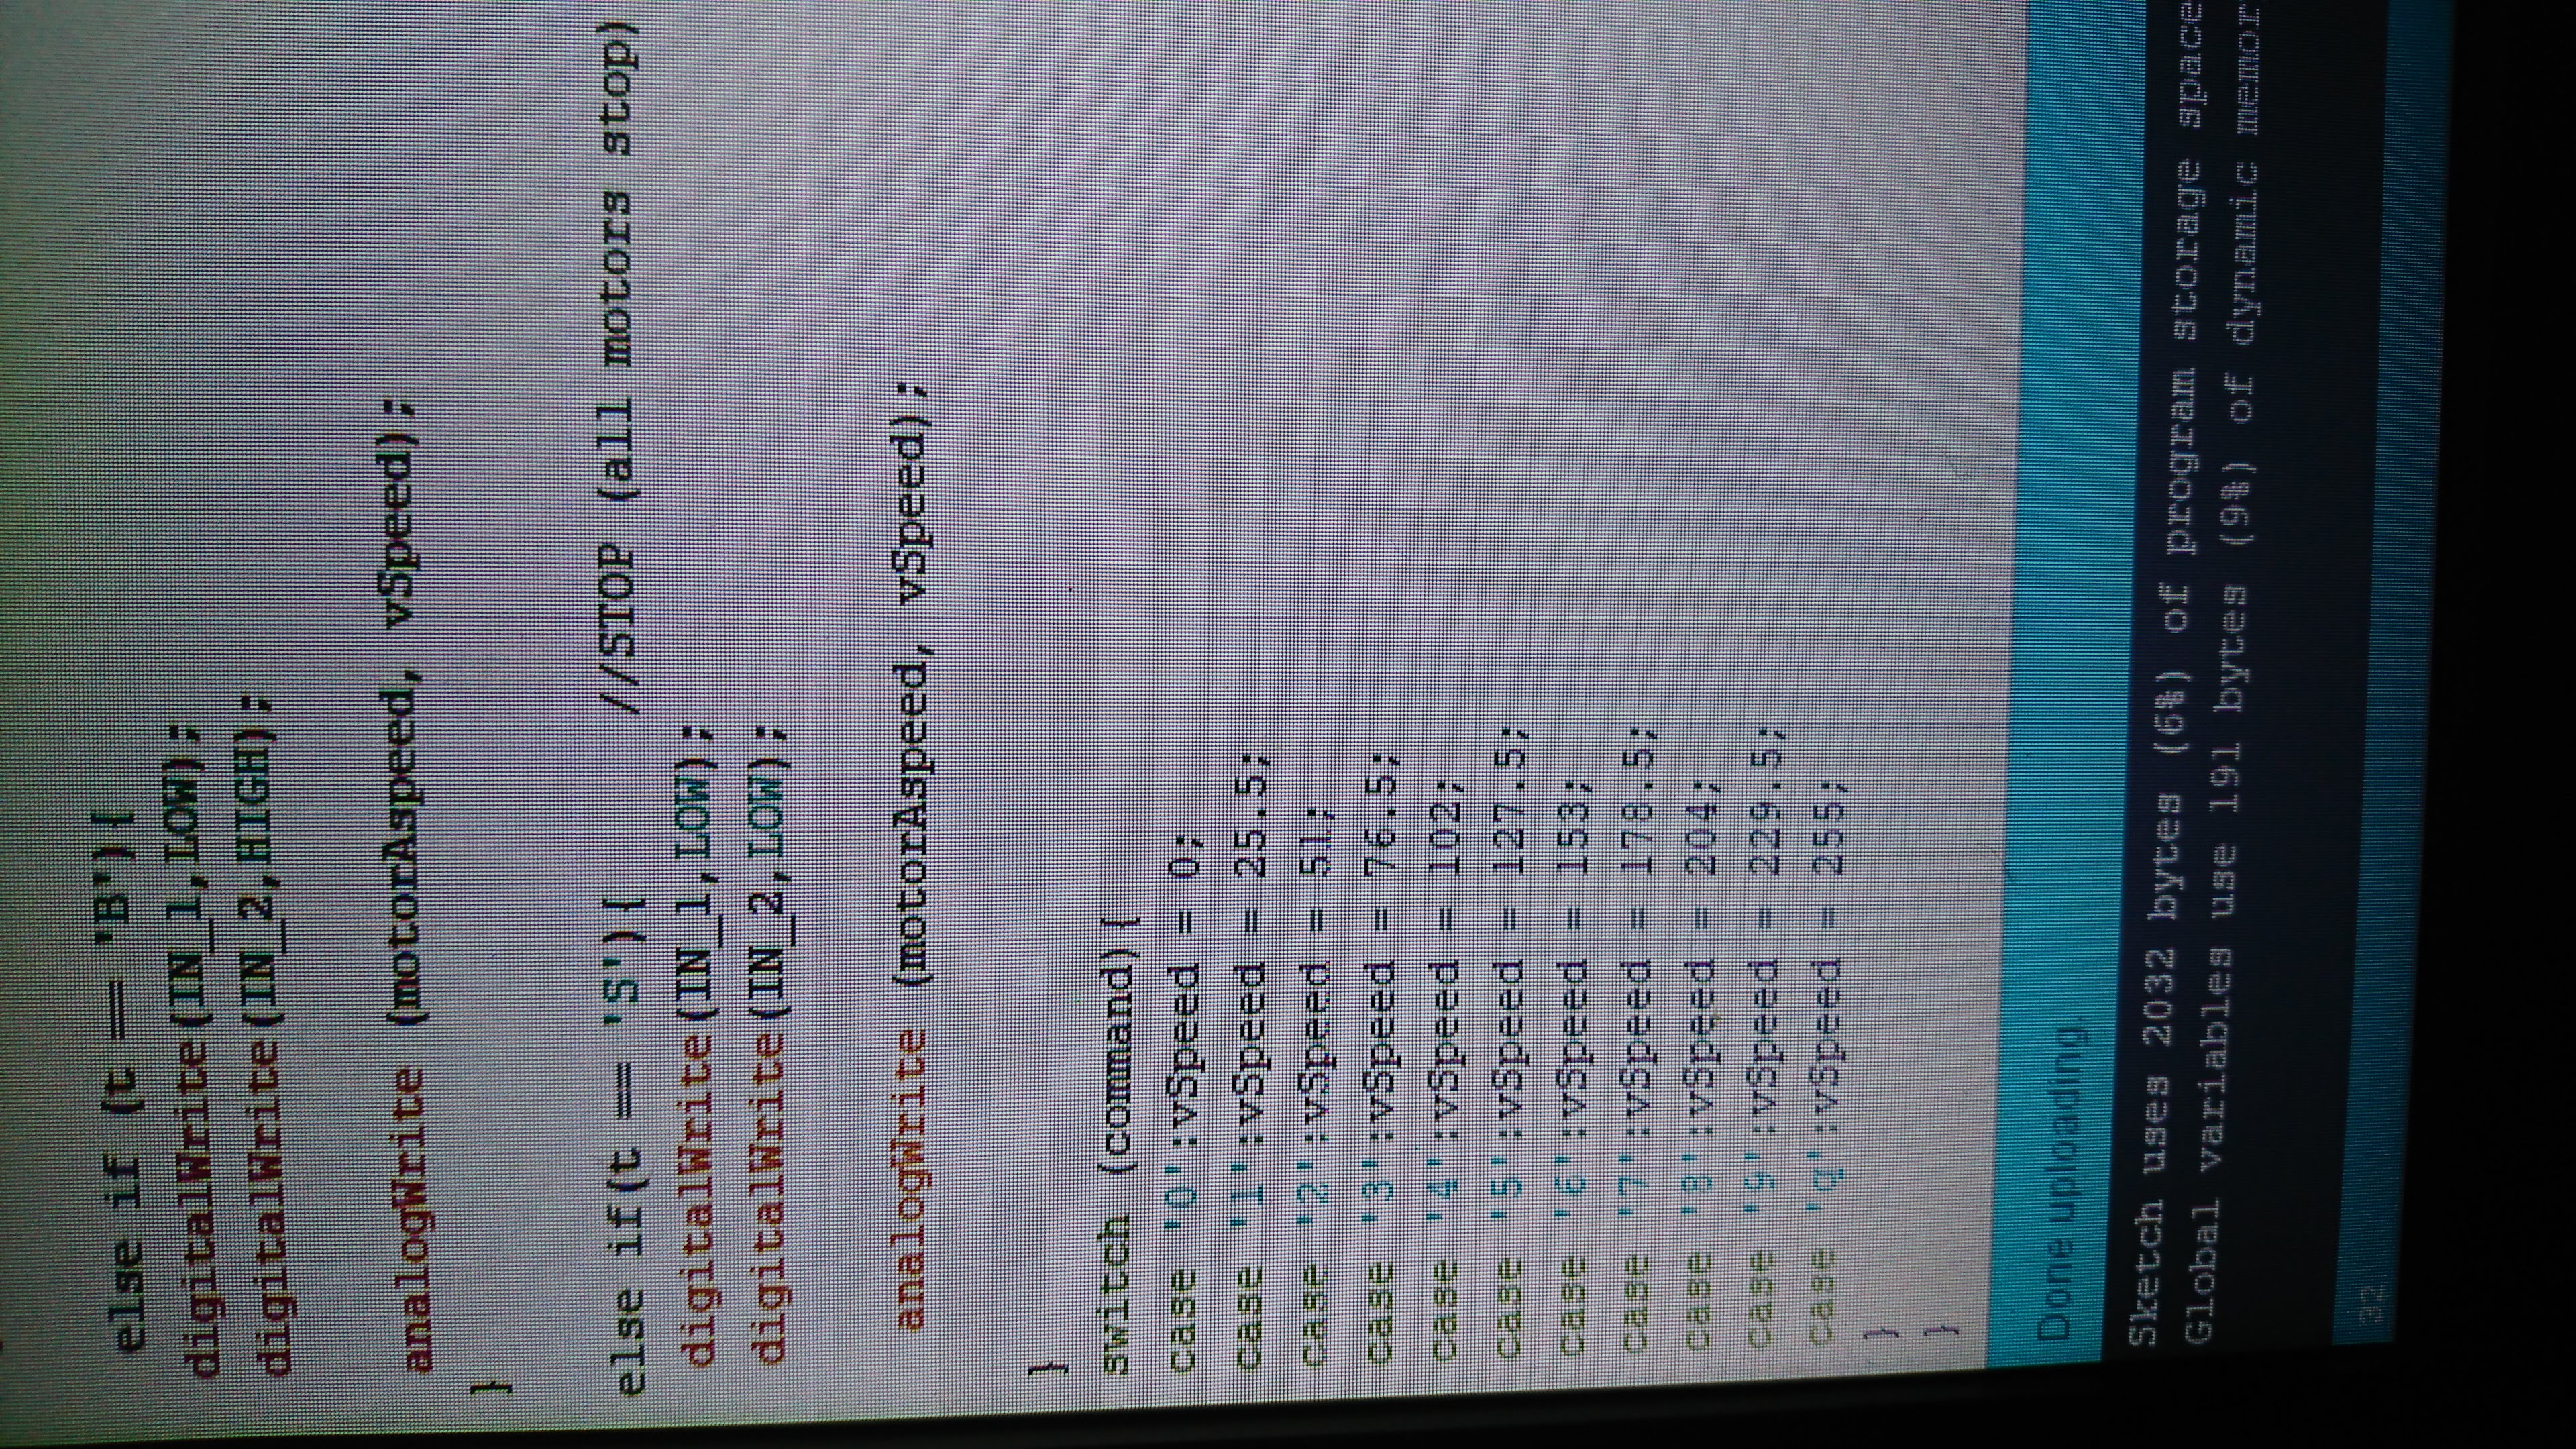 else if (t == 'B'){
digitalWrite(IN_1,LOW);
digitalWrite(IN_2,HIGH);
analogWrite (motorAspeed, vSpeed);
}
else if(t == 'S'){ //STOP (all motors stop)
digitalWrite(IN_1,LOW);
digitalWrite(IN_2,LOW);
analogWrite (motorAspeed, vSpeed);
}
switch (command){
case '0':vSpeed = 0;
case '1':vSpeed = 25.5;
case '2':vSpeed = 51;
case '3':vSpeed = 76.5;
case '4':vSpeed = 102;
case '5':vSpeed = 127.5;
case '6':vSpeed = 153;
case '7':vSpeed = 178.5;
case '8':vSpeed = 204;
case '9':vSpeed = 229.5;
case 'q':vSpeed = 255;
}
}
Done uploading.
Sketch uses 2032 bytes (6%) of program storage space
Global variables use 191 bytes (9%) of dynamic memor
32